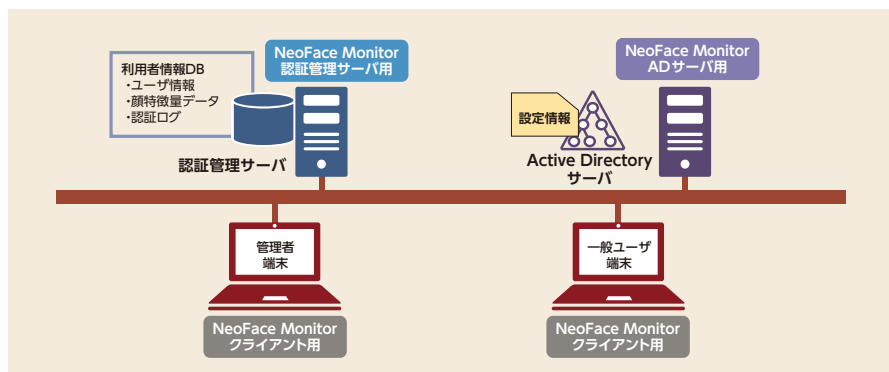 利用者情報DB
・ユーザ情報
・顔特徴量データ
・認証ログ
NeoFace Monitor
認証管理サーバ用
認証管理サーバ
設定情報
Active Directory
サーバ
NeoFace Monitor
ADサーバ用
管理者
端末
NeoFace Monitor
クライアント用
一般ユーザ
端末
NeoFace Monitor
クライアント用